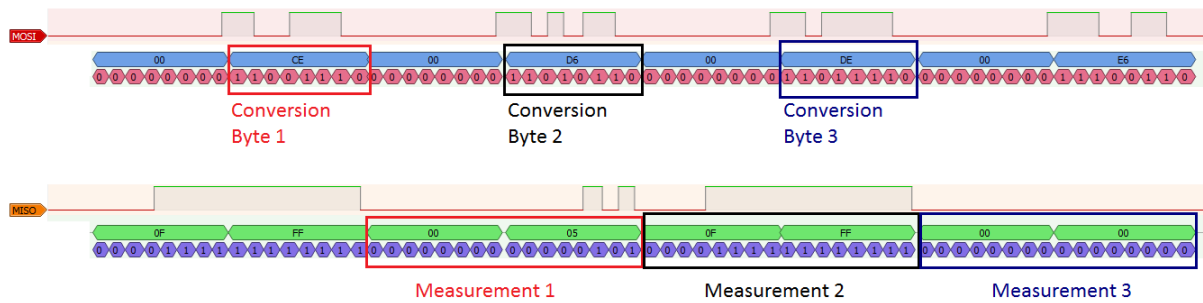 MOSI
00 CE 00 D6 00 DE 00 E6
0 0 0 0 0 0 0 0 1 1 0 0 1 1 1 0 0 0 0 0 0 0 0 0 1 1 0 1 0 1 1 0 0 0 0 0 0 0 0 0 1 1 0 1 1 1 1 0 0 0 0 0 0 0 0 0 1 1 1 0 0 1 1 0
Conversion
Byte 1
Conversion
Byte 2
Conversion
Byte 3
MISO
0F FF 00 05 0F FF 00 00
0 0 0 0 1 1 1 1 1 1 1 1 1 1 1 1 0 0 0 0 0 0 0 0 0 0 0 0 0 1 0 1 0 0 0 0 1 1 1 1 1 1 1 1 1 1 1 1 0 0 0 0 0 0 0 0 0 0 0 0 0 0 0 0
Measurement 1
Measurement 2
Measurement 3